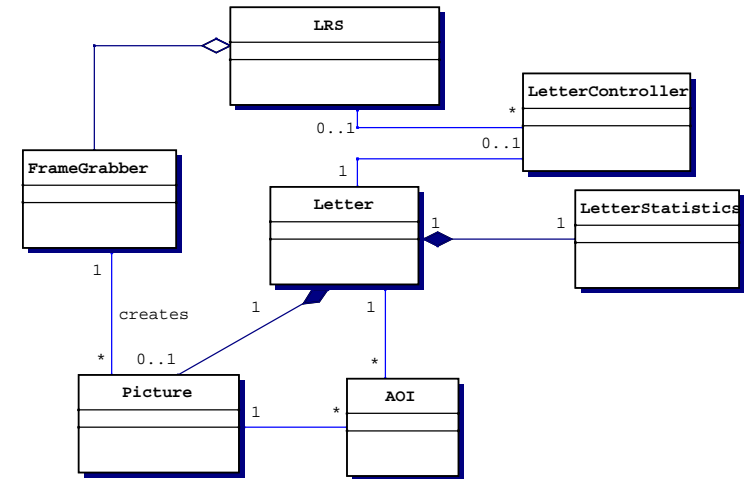 LRS
LetterController
*
0..1
0..1
FrameGrabber
1
Letter
LetterStatistics
1
1
1
1
1
creates
*
0..1
*
Picture
AOI
1
*